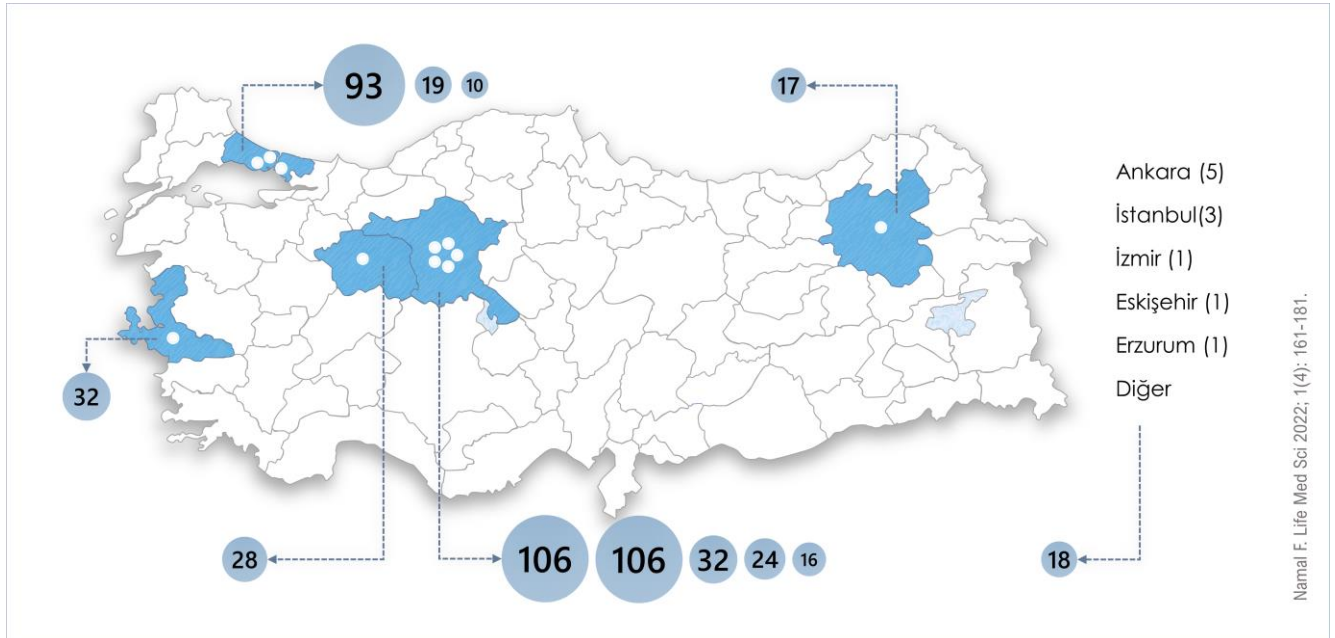 93 19 10
17
32
28
106 106 32 24 16
18
Ankara (5)
İstanbul(3)
İzmir (1)
Eskişehir (1)
Erzurum (1)
Diğer
Namal F. Life Med Sci 2022; 1(4): 161-181.